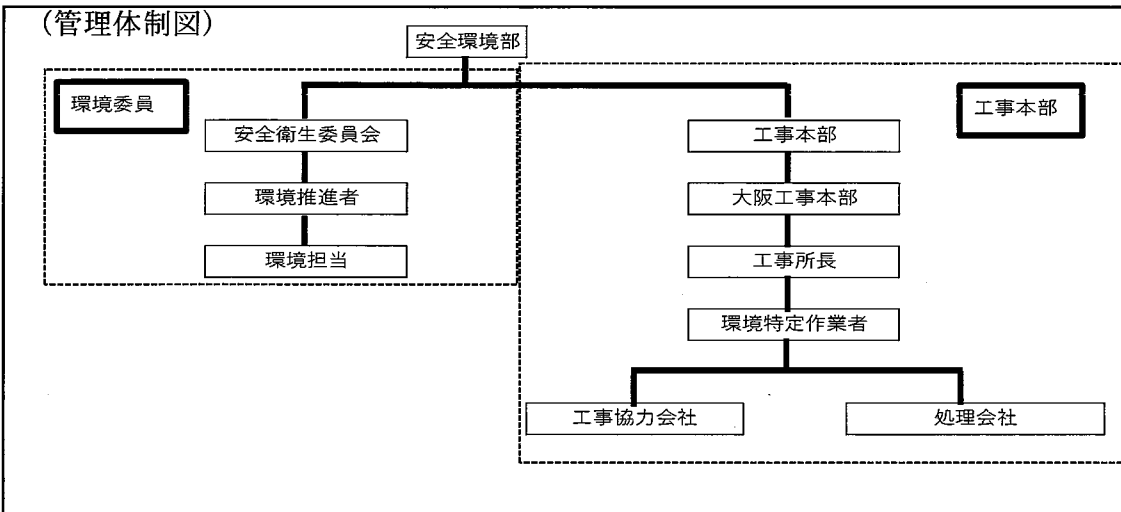 (管理体制図)
安全環境部
環境委員
工事本部
安全衛生委員会
工事本部
環境推進者
大阪工事本部
環境担当
工事所長
環境特定作業者
工事協力会社
処理会社